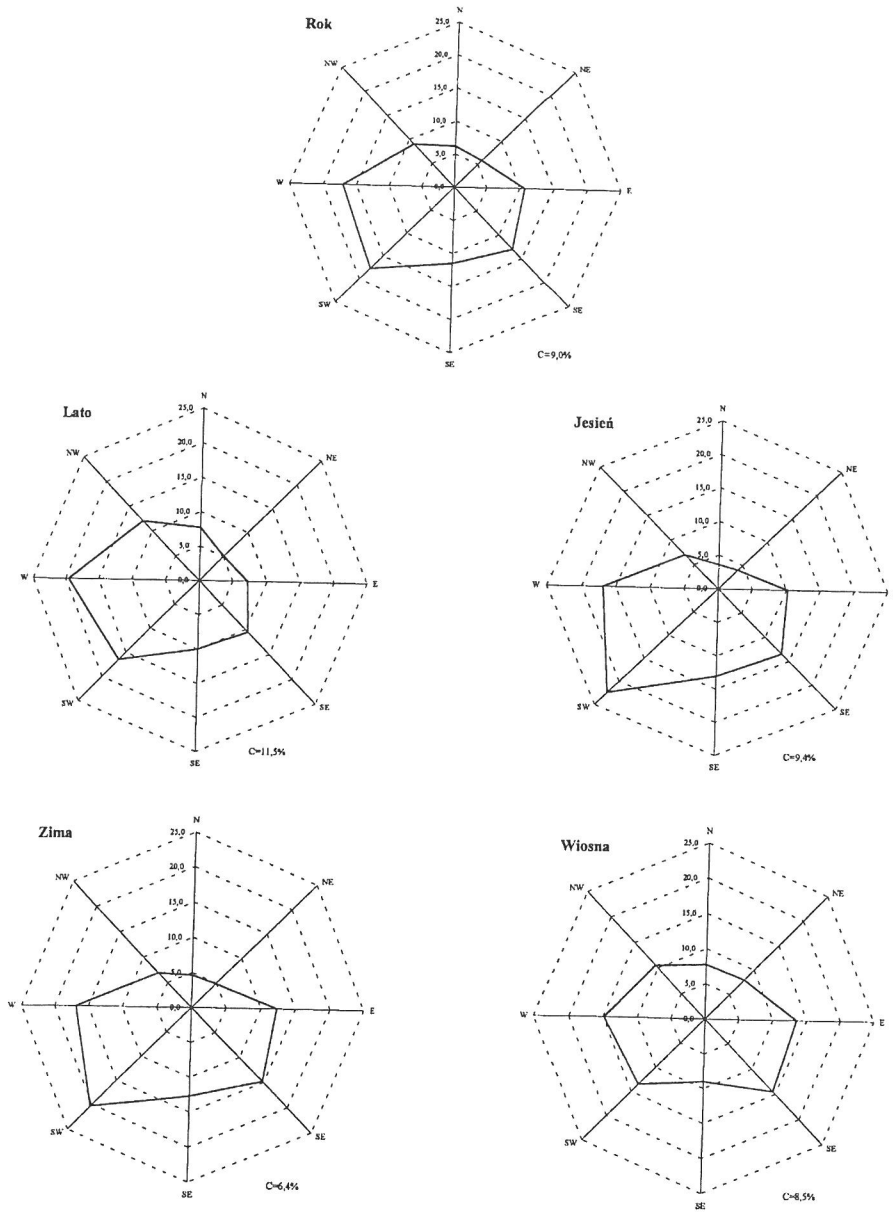 Rok
N
25,0
20,0
15,0
10,0
5,0
0,0
NE
E
SE
SE
SW
W
NW
C=9,0%
Lato
N
25,0
20,0
15,0
10,0
5,0
0,0
NE
E
SE
SE
SW
W
NW
C=11,5%
Jesień
N
25,0
20,0
15,0
10,0
5,0
0,0
NE
SE
SE
SW
W
NW
C=9,4%
Zima
N
25,0
20,0
15,0
10,0
5,0
0,0
NE
E
SE
SE
SW
W
NW
C=6,4%
Wiosna
N
25,0
20,0
15,0
10,0
5,0
0,0
NE
E
SE
SE
SW
W
NW
C=8,5%